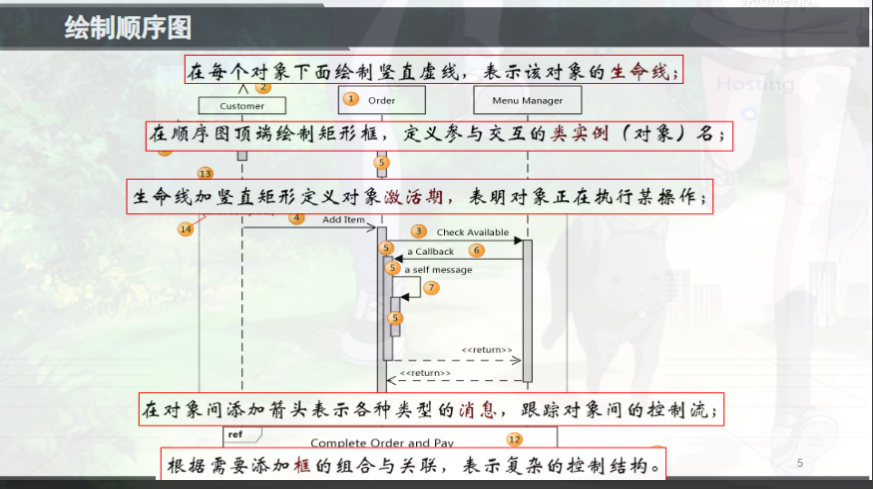 绘制顺序图
在每个对象下面绘制竖直虚线，表示该对象的生命线；
Hosting
2
Customer
1 Order
Menu Manager
在顺序图顶端绘制矩形框，定义参与交互的类实例（对象）名；
5
13
生命线加竖直矩形定义对象激活期，表明对象正在执行某操作；
14
4 Add Item
3 Check Available
5 a Callback 6
5 a self message
7
5
<<return>>
<<return>>
在对象间添加箭头表示各种类型的消息，跟踪对象间的控制流；
ref
Complete Order and Pay 12
根据需要添加框的组合与关联，表示复杂的控制结构。
5